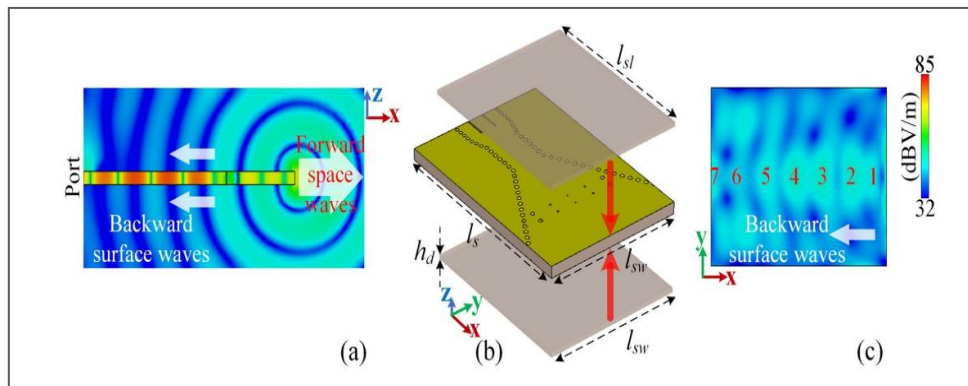 Port
z
x
Forward
space
waves
Backward
surface waves
(a)
l_sl
l_s
l_sw
h_d
z
y
x
l_sw
(b)
7 6 5 4 3 2 1
Backward
surface waves
y
x
(c)
85
(dBV/m)
32